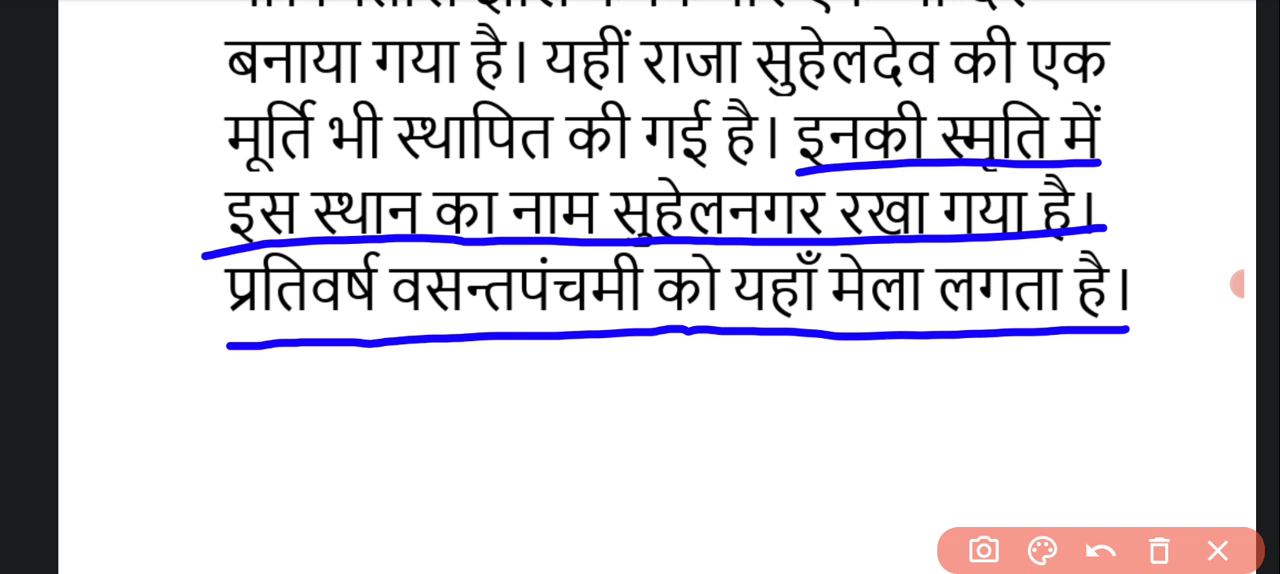 बनाया गया है। यहीं राजा सुहेलदेव की एक
मूर्ति भी स्थापित की गई है। इनकी स्मृति में
इस स्थान का नाम सुहेलनगर रखा गया है।
प्रतिवर्ष वसन्तपंचमी को यहाँ मेला लगता है।